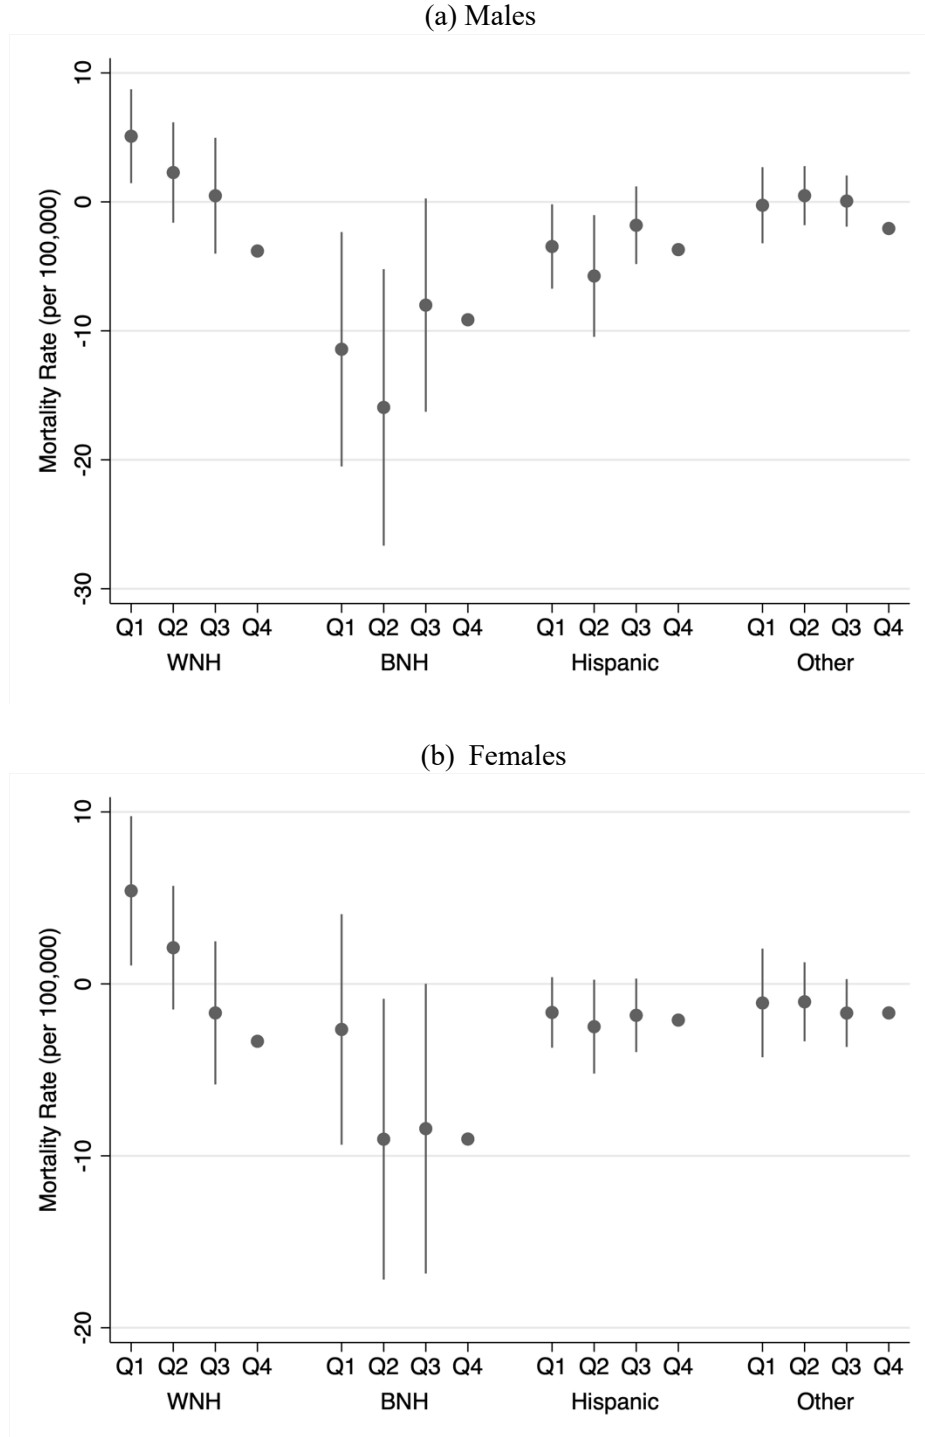 (a) Males
10
0
-10
-20
-30
Mortality Rate (per 100,000)
Q1 Q2 Q3 Q4 Q1 Q2 Q3 Q4 Q1 Q2 Q3 Q4 Q1 Q2 Q3 Q4
WNH BNH Hispanic Other
(b) Females
10
0
-10
-20
Mortality Rate (per 100,000)
Q1 Q2 Q3 Q4 Q1 Q2 Q3 Q4 Q1 Q2 Q3 Q4 Q1 Q2 Q3 Q4
WNH BNH Hispanic Other